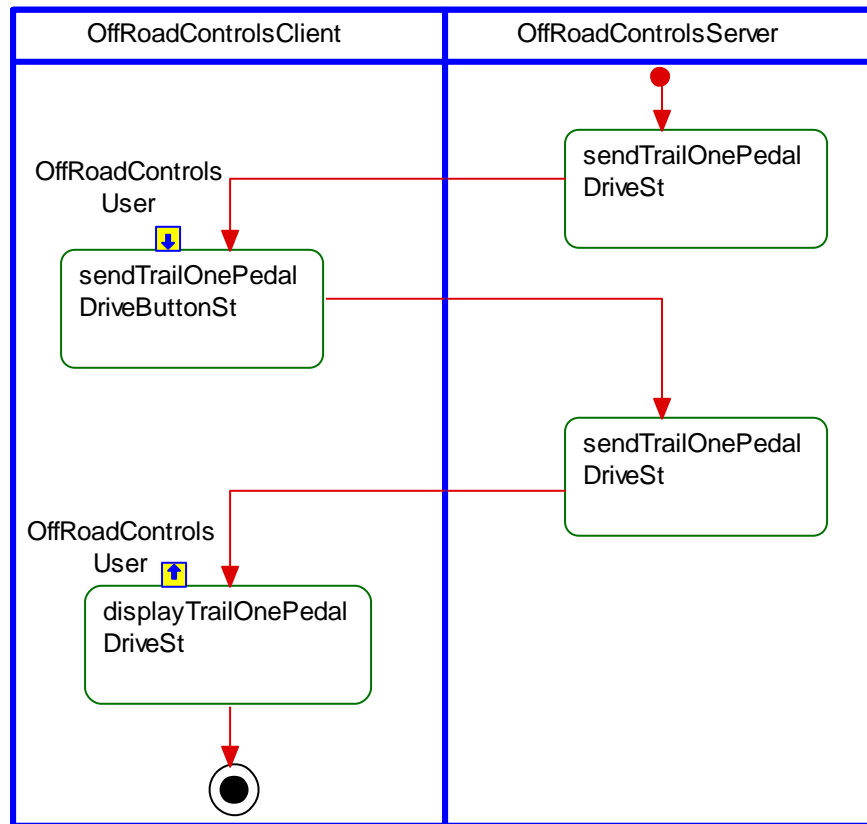 OffRoadControlsClient
OffRoadControlsServer
sendTrailOnePedal
DriveSt
OffRoadControls
User
sendTrailOnePedal
DriveButtonSt
sendTrailOnePedal
DriveSt
OffRoadControls
User
displayTrailOnePedal
DriveSt